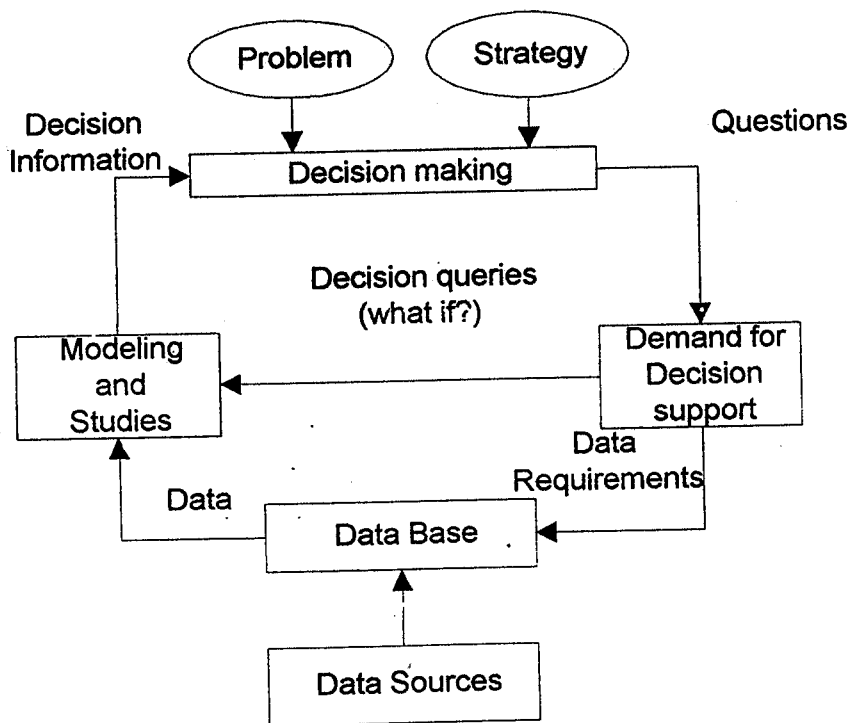 Problem
Strategy
Decision
Information
Questions
Decision making
Decision queries
(what if?)
Modeling
and
Studies
Demand for
Decision
support
Data
Requirements
Data
Data Base
Data Sources